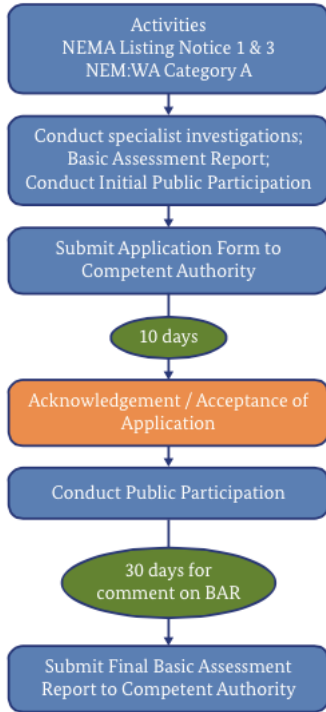 Activities
NEMA Listing Notice 1 & 3
NEM:WA Category A
Conduct specialist investigations;
Basic Assessment Report;
Conduct Initial Public Participation
Submit Application Form to
Competent Authority
10 days
Acknowledgement / Acceptance of
Application
Conduct Public Participation
30 days for
comment on BAR
Submit Final Basic Assessment
Report to Competent Authority